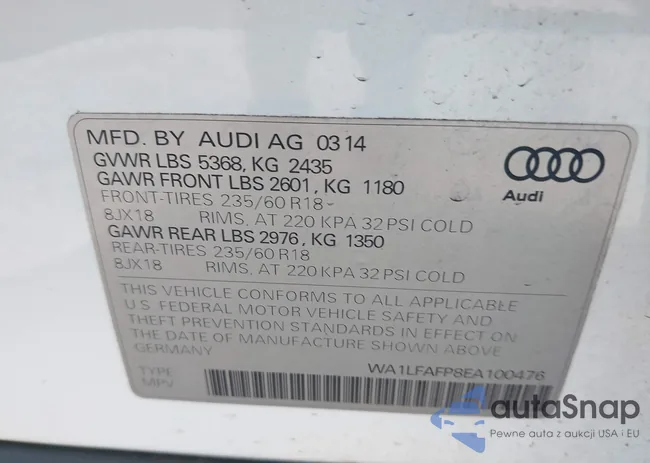 MFD. BY AUDI AG 03 14
GVWR LBS 5368, KG 2435
GAWR FRONT LBS 2601, KG 1180
FRONT-TIRES 235/60 R18
8JX18 RIMS, AT 220 KPA 32 PSI COLD
GAWR REAR LBS 2976, KG 1350
REAR-TIRES 235/60 R18
8JX18 RIMS, AT 220 KPA 32 PSI COLD
THIS VEHICLE CONFORMS TO ALL APPLICABLE
U.S. FEDERAL MOTOR VEHICLE SAFETY AND
THEFT PREVENTION STANDARDS IN EFFECT ON
THE DATE OF MANUFACTURE SHOWN ABOVE
GERMANY
TYPE:
MPV
WA1LFAFP8EA100476
Audi
autaSnap
Pewne auta z aukcji USA i EU